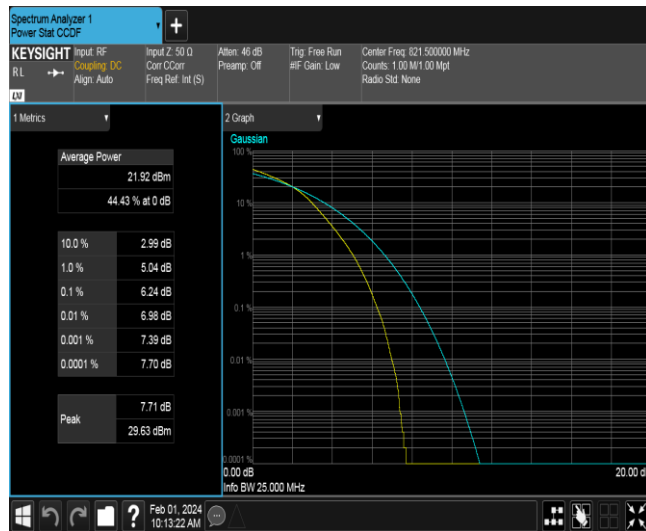 Spectrum Analyzer 1
Power Stat CCDF
+
KEYSIGHT
RL
LXI
Input: RF
Coupling: DC
Align: Auto
Input Z: 50 Ω
Corr CCorr
Freq Ref: Int (S)
Atten: 46 dB
Preamp: Off
Trig: Free Run
#IF Gain: Low
Center Freq: 821.500000 MHz
Counts: 1.00 M/1.00 Mpt
Radio Std: None
1 Metrics
Average Power
21.92 dBm
44.43 % at 0 dB
10.0 % 2.99 dB
1.0 % 5.04 dB
0.1 % 6.24 dB
0.01 % 6.98 dB
0.001 % 7.39 dB
0.0001 % 7.70 dB
Peak
7.71 dB
29.63 dBm
2 Graph
Gaussian
100 %
10 %
1 %
0.1 %
0.01 %
0.001 %
0.0001 %
0.00 dB
20.00 d
Info BW 25.000 MHz
?
Feb 01, 2024
10:13:22 AM